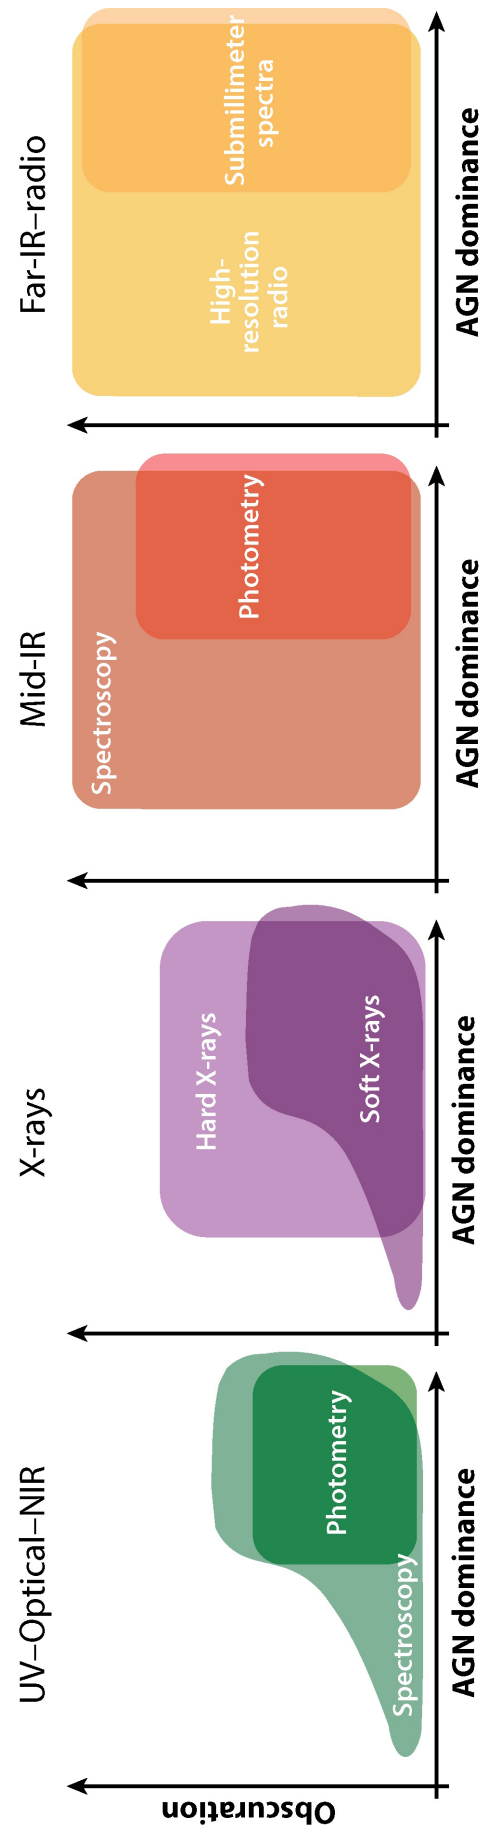 UV–Optical–NIR
Obscuration
Photometry
Spectroscopy
AGN dominance
X-rays
Hard X-rays
Soft X-rays
AGN dominance
Mid-IR
Spectroscopy
Photometry
AGN dominance
Far-IR–radio
High-
resolution
radio
Submillimeter
spectra
AGN dominance